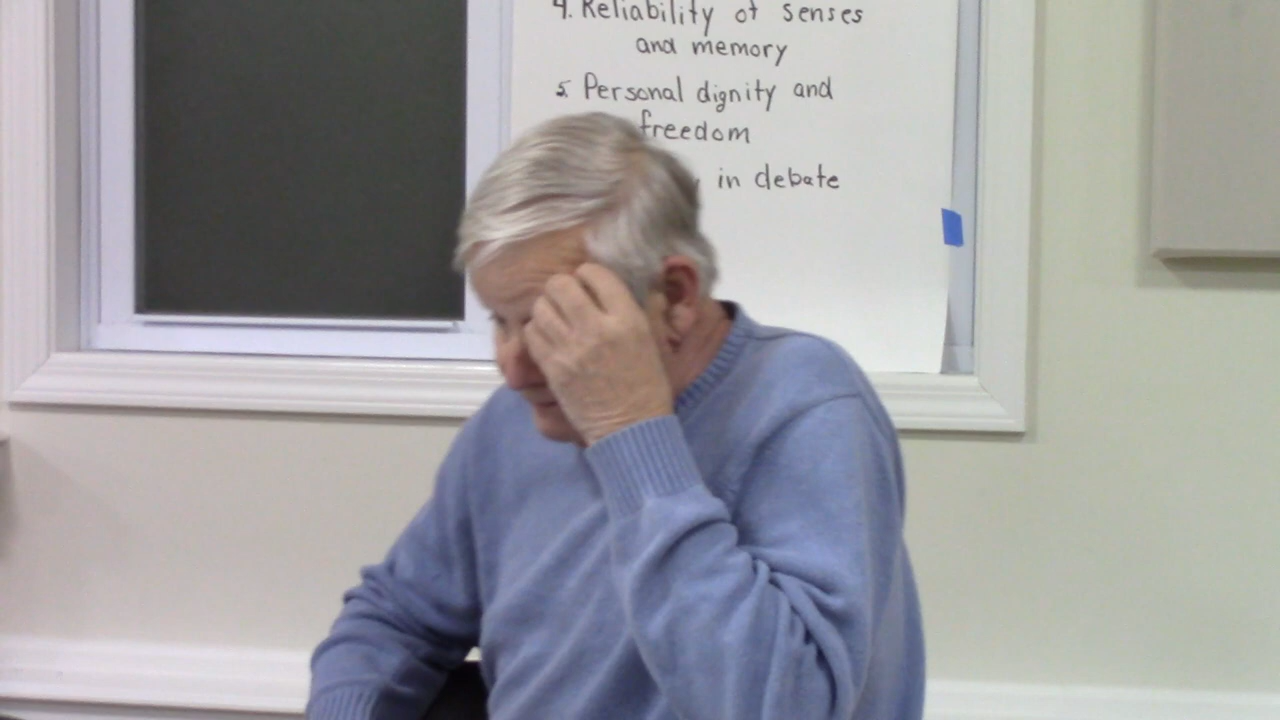 4. Reliability of senses
and memory
5. Personal dignity and
freedom
in debate